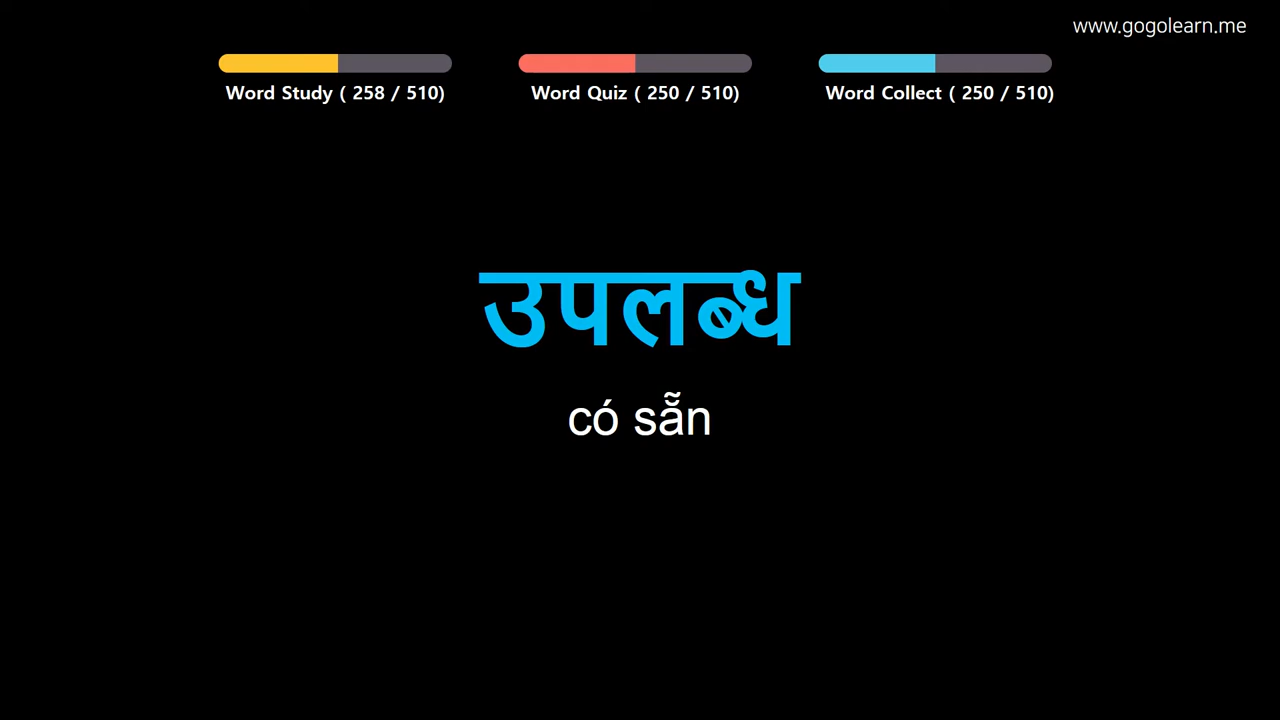 www.gogolearn.me
Word Study ( 258 / 510)
Word Quiz ( 250 / 510)
Word Collect ( 250 / 510)
उपलब्ध
có sẵn